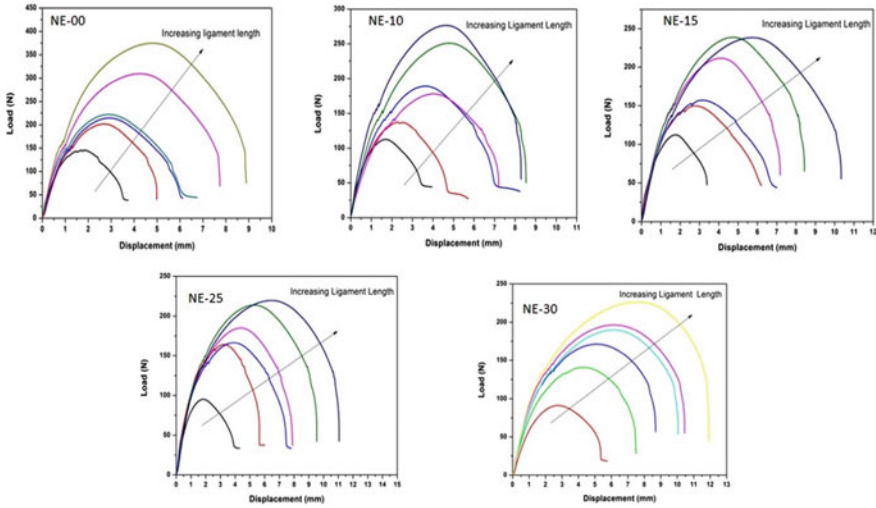 NE-00
Increasing ligament length
Load (N)
450
400
350
300
250
200
150
100
50
0
0 1 2 3 4 5 6 7 8 9 10
Displacement (mm)
NE-10
Increasing Ligament Length
Load (N)
300
250
200
150
100
50
0
0 1 2 3 4 5 6 7 8 9 10 11
Displacement (mm)
NE-15
Increasing Ligament Length
Load (N)
250
200
150
100
50
0
0 1 2 3 4 5 6 7 8 9 10 11 12
Displacement (mm)
NE-25
Increasing Ligament Length
Load (N)
250
200
150
100
50
0
0 1 2 3 4 5 6 7 8 9 10 11 12 13 14 15
Displacement (mm)
NE-30
Increasing Ligament Length
Load (N)
250
200
150
100
50
0
0 1 2 3 4 5 6 7 8 9 10 11 12 13
Displacement (mm)